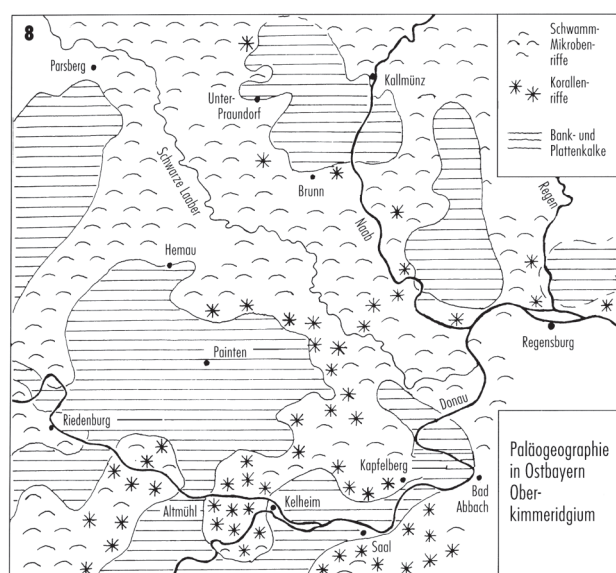 8
Schwamm-
Mikroben-
riffe
Korallen-
riffe
Bank- und
Plattenkalke
Parsberg
Kallmünz
Unter-
Praundorf
Schwarze Laaber
Brunn
Naab
Regen
Hemau
Painten
Regensburg
Donau
Riedenburg
Kapfelberg
Bad
Abbach
Altmühl
Kelheim
Saal
Paläogeographie
in Ostbayern
Ober-
kimmeridgium